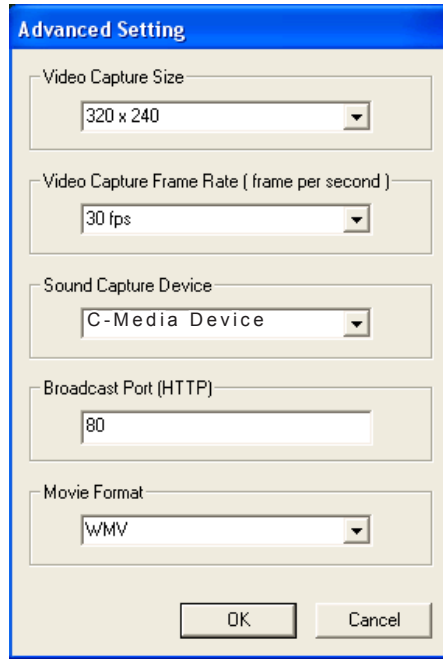 Advanced Setting
Video Capture Size
320 x 240
Video Capture Frame Rate ( frame per second )
30 fps
Sound Capture Device
C-Media Device
Broadcast Port (HTTP)
80
Movie Format
WMV
OK Cancel